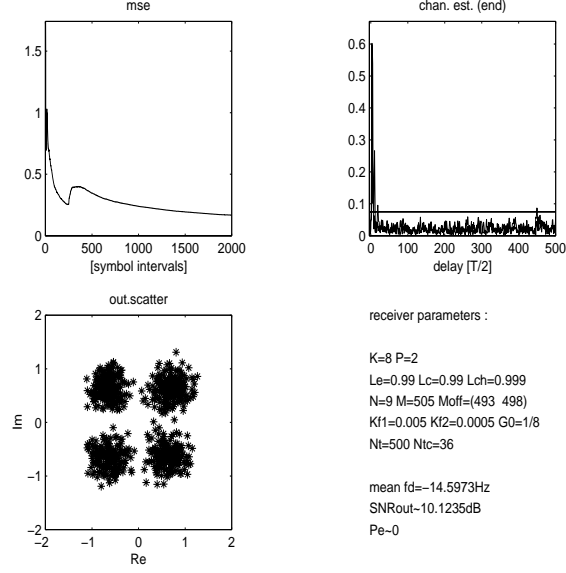 mse
1.5
1
0.5
0
0 500 1000 1500 2000
[symbol intervals]
chan. est. (end)
0.6
0.5
0.4
0.3
0.2
0.1
0
0 100 200 300 400 500
delay [T/2]
out.scatter
2
1
0
−1
−2
−2 −1 0 1 2
Im
Re
receiver parameters :
K=8 P=2
Le=0.99 Lc=0.99 Lch=0.999
N=9 M=505 Moff=(493 498)
Kf1=0.005 Kf2=0.0005 G0=1/8
Nt=500 Ntc=36
mean fd=−14.5973Hz
SNRout~10.1235dB
Pe~0